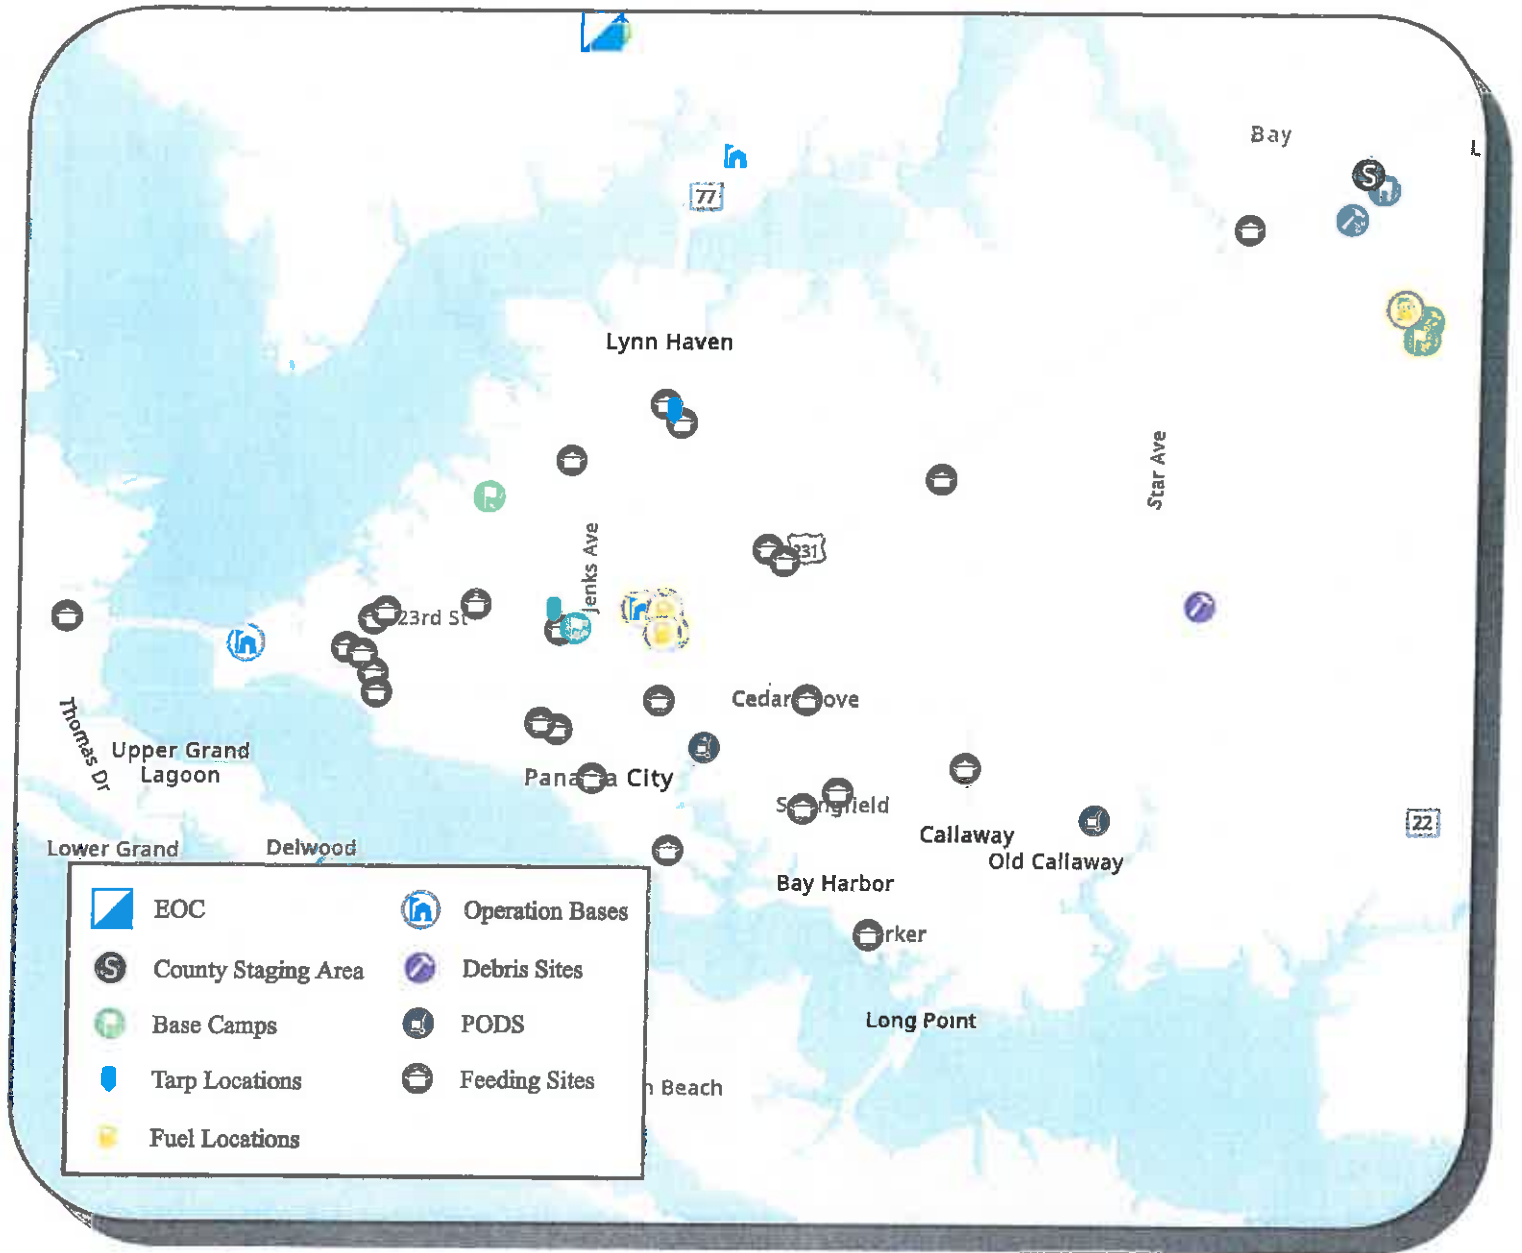 Bay
L
S
77
Lynn Haven
Star Ave
Jenks Ave
231
23rd St
Cedar ove
Thomas Dr
Upper Grand
Lagoon
Pana a City
S ngfield
22
Callaway
Old Callaway
Lower Grand
Delwood
Bay Harbor
rker
Long Point
n Beach
EOC
Operation Bases
S County Staging Area
Debris Sites
Base Camps
PODS
Tarp Locations
Feeding Sites
Fuel Locations